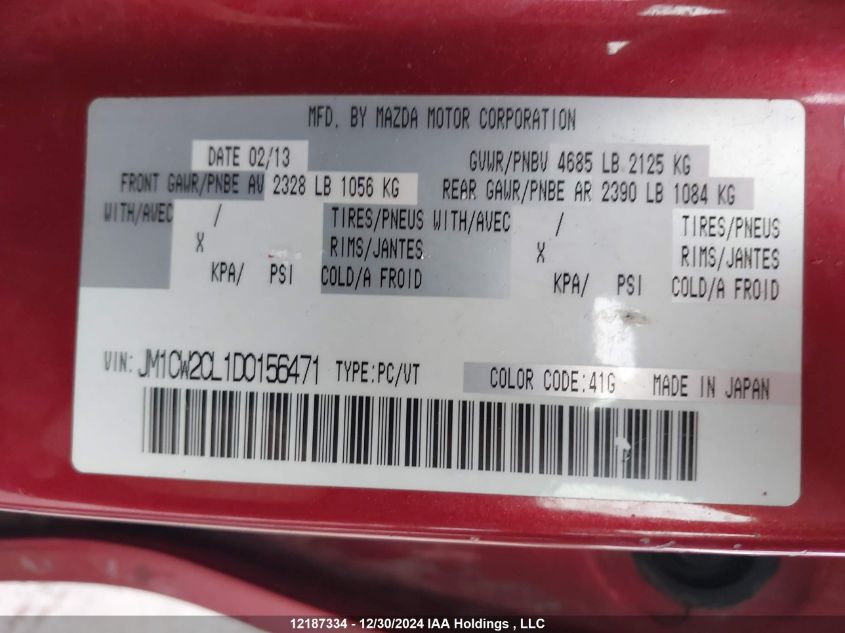 MFD. BY MAZDA MOTOR CORPORATION
DATE 02/13 GVWR/PNBV 4685 LB 2125 KG
FRONT GAWR/PNBE AV 2328 LB 1056 KG REAR GAWR/PNBE AR 2390 LB 1084 KG
WITH/AVEC / TIRES/PNEUS WITH/AVEC / TIRES/PNEUS
X RIMS/JANTES X RIMS/JANTES
KPA/ PSI COLD/A FROID KPA/ PSI COLD/A FROID
VIN: JM1CW2CL1D0156471 TYPE:PC/VT COLOR CODE:41G MADE IN JAPAN
12187334 - 12/30/2024 IAA Holdings , LLC